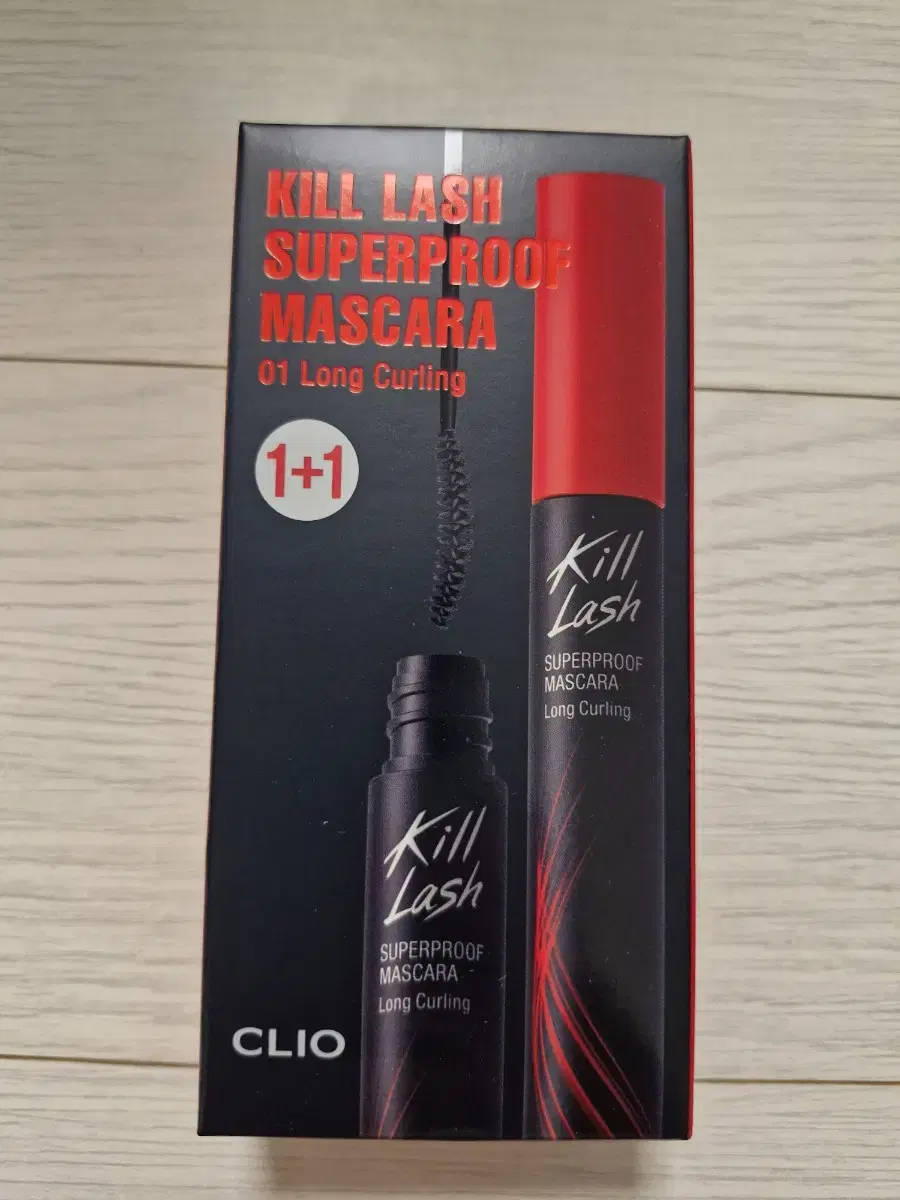 KILL LASH
SUPERPROOF
MASCARA
01 Long Curling
1+1
Kill
Lash
SUPERPROOF
MASCARA
Long Curling
Kill
Lash
SUPERPROOF
MASCARA
Long Curling
CLIO